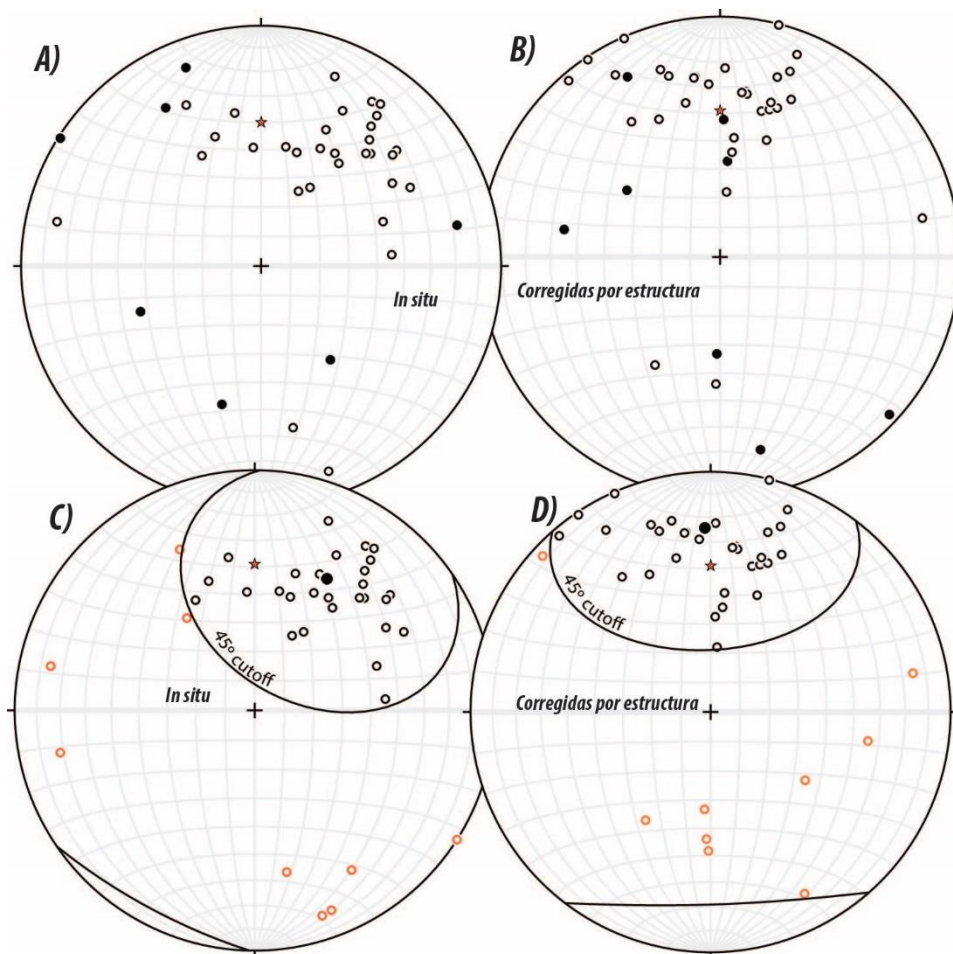 A)
B)
In situ
Corregidas por estructura
C)
D)
45º cutoff
45º cutoff
In situ
Corregidas por estructura